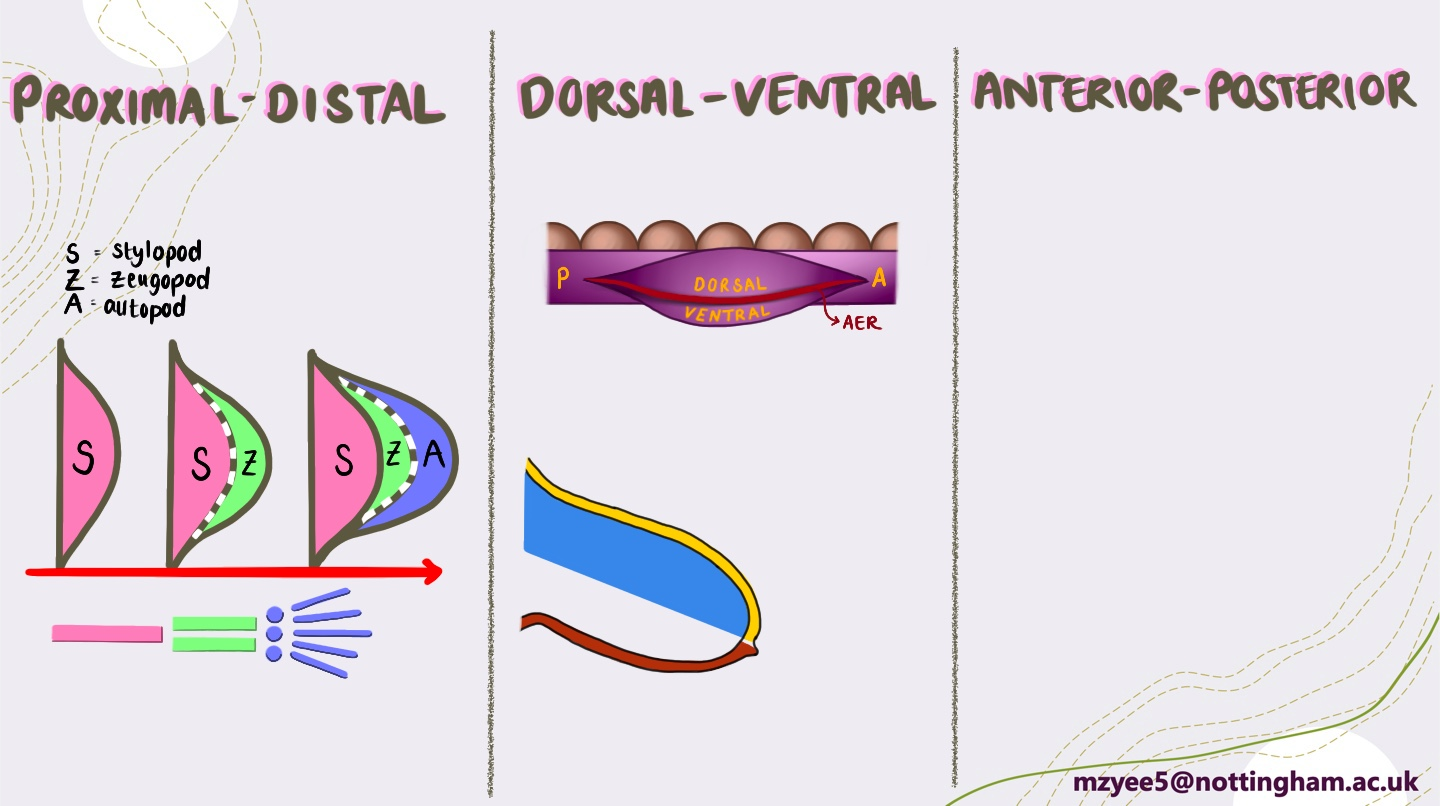 PROXIMAL-DISTAL
S = stylopod
Z = zeugopod
A = autopod
S
S Z
S Z A
DORSAL-VENTRAL
P DORSAL A
VENTRAL
AER
ANTERIOR-POSTERIOR
mzyee5@nottingham.ac.uk